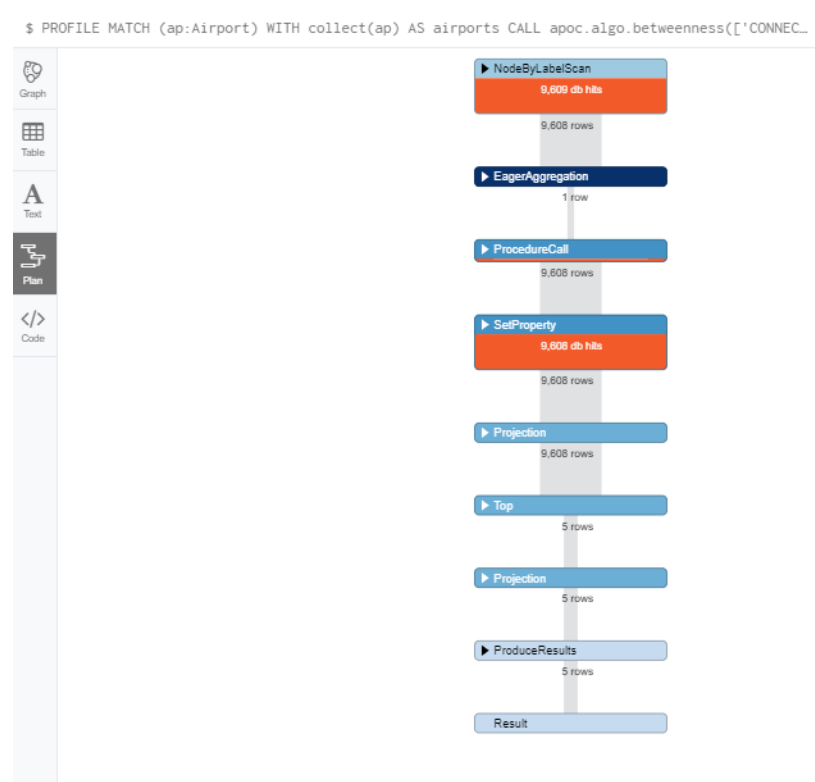 $ PROFILE MATCH (ap:Airport) WITH collect(ap) AS airports CALL apoc.algo.betweenness(['CONNEC…
Graph
Table
A
Text
Plan
</>
Code
NodeByLabelScan
9,609 db hits
9,608 rows
EagerAggregation
1 row
ProcedureCall
9,608 rows
SetProperty
9,608 db hits
9,608 rows
Projection
9,608 rows
Top
5 rows
Projection
5 rows
ProduceResults
5 rows
Result